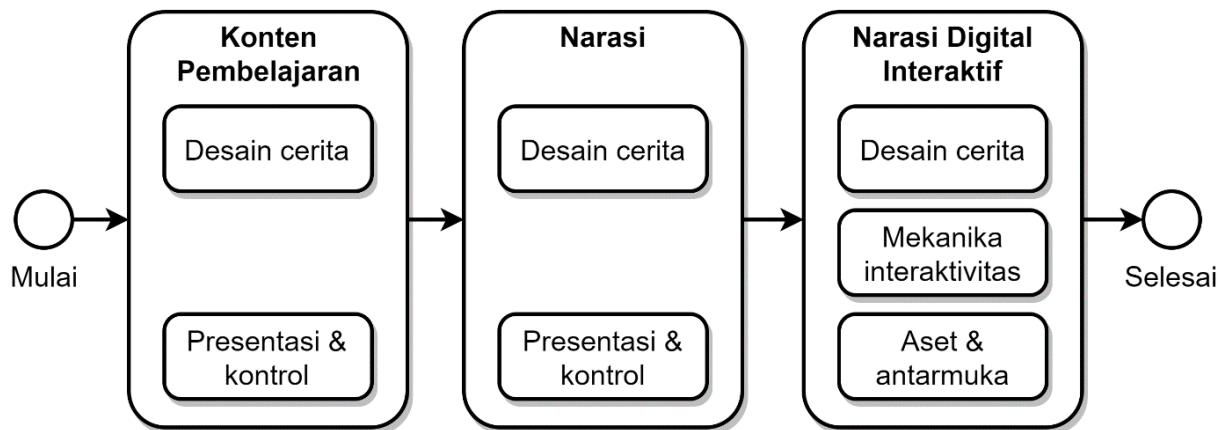 Mulai
Konten
Pembelajaran
Desain cerita
Presentasi &
kontrol
Narasi
Desain cerita
Presentasi &
kontrol
Narasi Digital
Interaktif
Desain cerita
Mekanika
interaktivitas
Aset &
antarmuka
Selesai